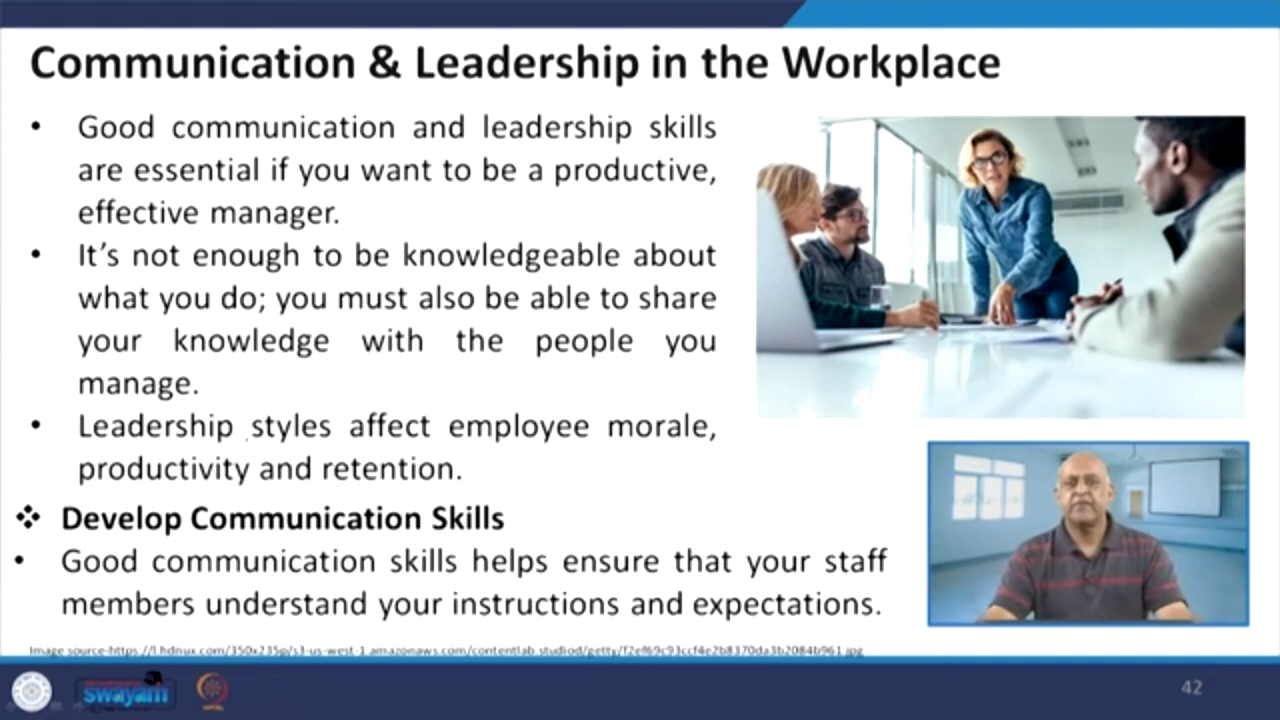 Communication & Leadership in the Workplace
• Good communication and leadership skills
are essential if you want to be a productive,
effective manager.
• It’s not enough to be knowledgeable about
what you do; you must also be able to share
your knowledge with the people you
manage.
• Leadership styles affect employee morale,
productivity and retention.
❖ Develop Communication Skills
• Good communication skills helps ensure that your staff
members understand your instructions and expectations.
swayam
42